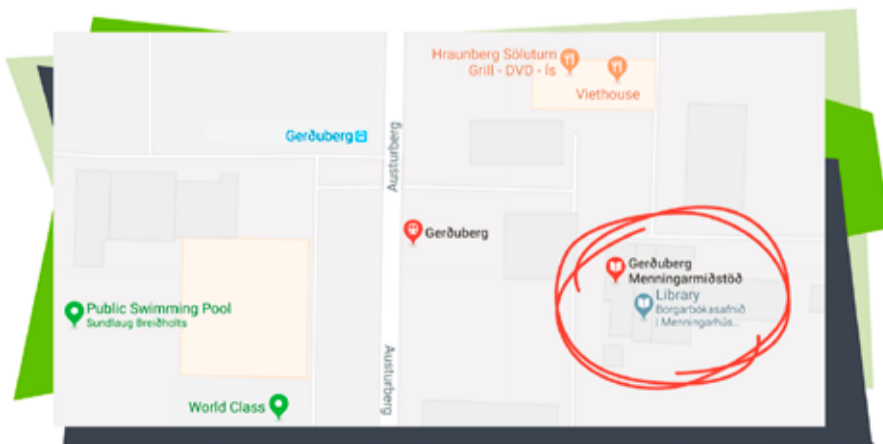 Hraunberg Söluturn
Grill - DVD - Ís
Viethouse
Gerðuberg
Austurberg
Gerðuberg
Gerðuberg
Menningarmiðstöð
Library
Borgarbókasafnið
| Menningarhús...
Public Swimming Pool
Sundlaug Breiðholts
Austurberg
World Class